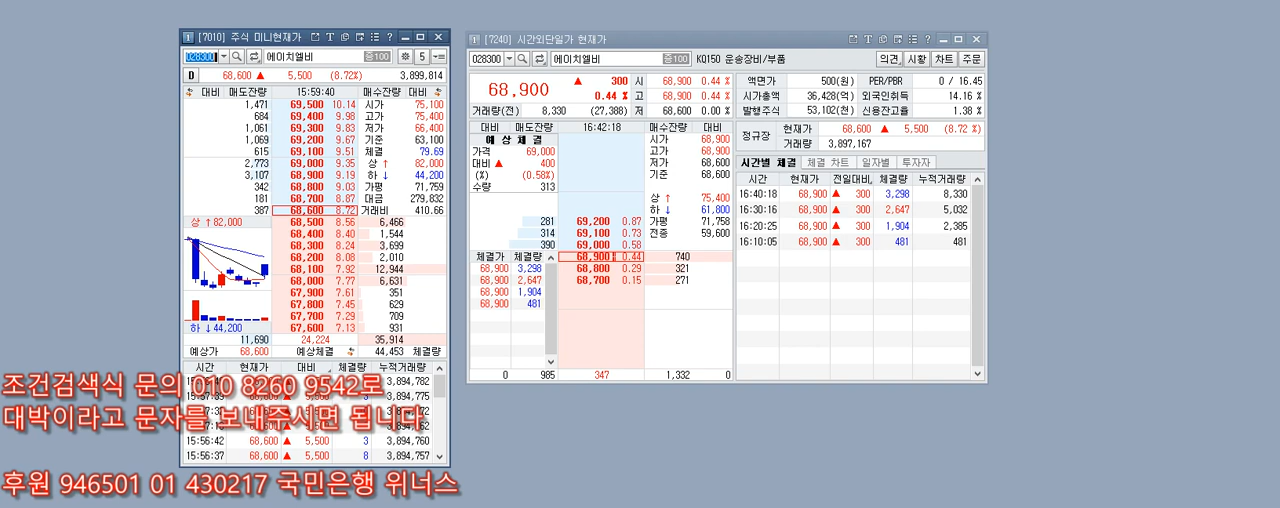 [7010] 주식 미니현재가
028300 에이치엘비 증100 5
D 68,600 ▲ 5,500 (8.72%) 3,899,814
대비 매도잔량 15:59:40 매수잔량 대비
1,471 69,500 10.14 시가 75,100
684 69,400 9.98 고가 75,400
1,061 69,300 9.83 저가 66,400
1,069 69,200 9.67 기준 63,100
615 69,100 9.51 체결 79.69
2,773 69,000 9.35 상 ↑ 82,000
3,107 68,900 9.19 하 ↓ 44,200
342 68,800 9.03 가평 71,759
181 68,700 8.87 대금 279,832
387 68,600 8.72 거래비 410.66
상 ↑ 82,000 68,500 8.56 6,466
68,400 8.40 1,544
68,300 8.24 3,699
68,200 8.08 2,010
68,100 7.92 12,944
68,000 7.77 6,631
67,900 7.61 351
67,800 7.45 629
67,700 7.29 709
하 ↓ 44,200 67,600 7.13 931
11,690 24,224 35,914
예상가 68,600 예상체결 44,453 체결량
시간 현재가 대비 체결량 누적거래량
3,894,782
3,894,775
15:56:42 68,600 ▲ 5,500 3 3,894,760
15:56:37 68,600 ▲ 5,500 8 3,894,757
[7240] 시간외단일가 현재가
028300 에이치엘비 증100 KQ150 운송장비/부품 의견 시황 차트 주문
68,900 ▲ 300 시 68,900 0.44 %
0.44 % 고 68,900 0.44 %
거래량(전) 8,330 (27,388) 저 68,600 0.00 %
액면가 500(원) PER/PBR 0 / 16.45
시가총액 36,428(억) 외국인취득 14.16 %
발행주식 53,102(천) 신용잔고율 1.38 %
대비 매도잔량 16:42:18 매수잔량 대비
예 상 체 결 시가 68,900
가격 69,000 고가 68,900
대비 ▲ 400 저가 68,600
(%) (0.58%) 기준 68,600
수량 313
상 ↑ 75,400
하 ↓ 61,800
281 69,200 0.87 가평 71,758
314 69,100 0.73 전종 59,600
390 69,000 0.58
체결가 체결량 68,900 0.44 740
68,900 3,298 68,800 0.29 321
68,900 2,647 68,700 0.15 271
68,900 1,904
68,900 481
0 985 347 1,332 0
정규장 현재가 68,600 ▲ 5,500 (8.72 %)
거래량 3,897,167
시간별 체결 체결 차트 일자별 투자자
시간 현재가 전일대비 체결량 누적거래량
16:40:18 68,900 ▲ 300 3,298 8,330
16:30:16 68,900 ▲ 300 2,647 5,032
16:20:25 68,900 ▲ 300 1,904 2,385
16:10:05 68,900 ▲ 300 481 481
조건검색식 문의 010 8260 9542로
대박이라고 문자를 보내주시면 됩니다
후원 946501 01 430217 국민은행 위너스